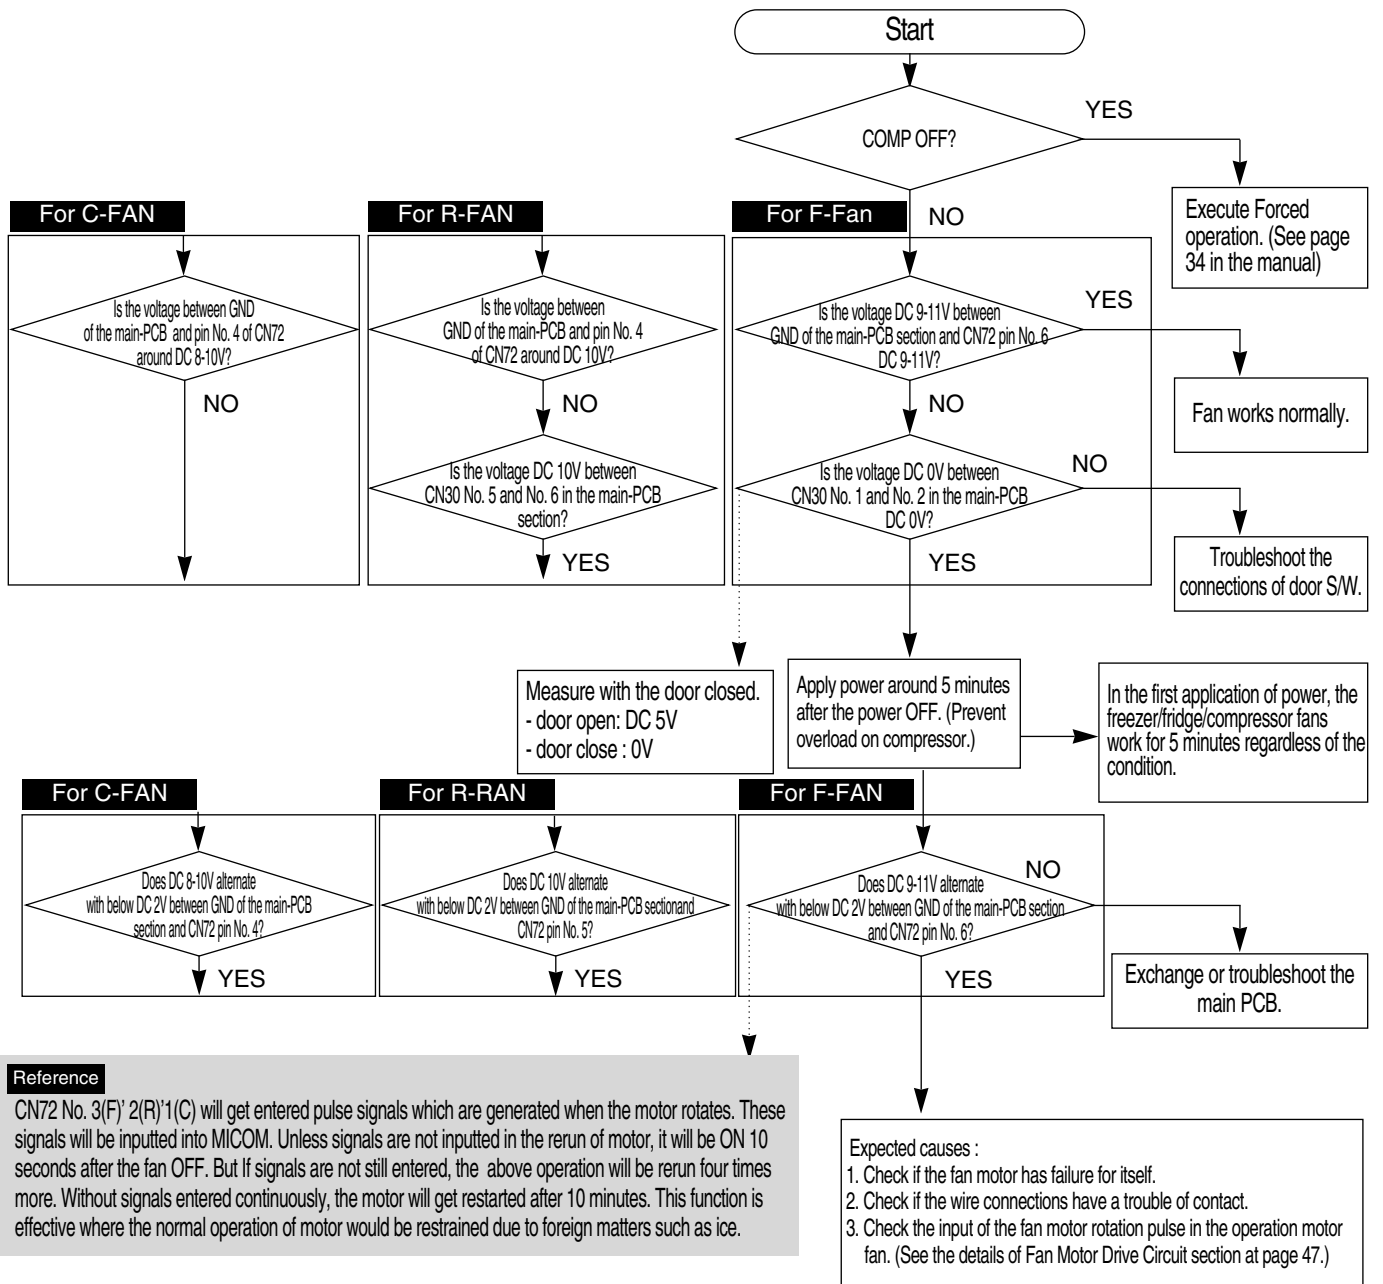 Start
COMP OFF?
YES
Execute Forced
operation. (See page
34 in the manual)
NO
For C-FAN
Is the voltage between GND
of the main-PCB and pin No. 4 of CN72
around DC 8-10V?
NO
For R-FAN
Is the voltage between
GND of the main-PCB and pin No. 4
of CN72 around DC 10V?
NO
Is the voltage DC 10V between
CN30 No. 5 and No. 6 in the main-PCB
section?
YES
For F-Fan
Is the voltage DC 9-11V between
GND of the main-PCB section and CN72 pin No. 6
DC 9-11V?
YES
Fan works normally.
NO
Is the voltage DC 0V between
CN30 No. 1 and No. 2 in the main-PCB
DC 0V?
NO
Troubleshoot the
connections of door S/W.
YES
Measure with the door closed.
- door open: DC 5V
- door close : 0V
Apply power around 5 minutes
after the power OFF. (Prevent
overload on compressor.)
In the first application of power, the
freezer/fridge/compressor fans
work for 5 minutes regardless of the
condition.
For C-FAN
Does DC 8-10V alternate
with below DC 2V between GND of the main-PCB
section and CN72 pin No. 4?
YES
For R-RAN
Does DC 10V alternate
with below DC 2V between GND of the main-PCB sectionand
CN72 pin No. 5?
YES
For F-FAN
Does DC 9-11V alternate
with below DC 2V between GND of the main-PCB section
and CN72 pin No. 6?
NO
Exchange or troubleshoot the
main PCB.
YES
Reference
CN72 No. 3(F)' 2(R)'1(C) will get entered pulse signals which are generated when the motor rotates. These
signals will be inputted into MICOM. Unless signals are not inputted in the rerun of motor, it will be ON 10
seconds after the fan OFF. But If signals are not still entered, the above operation will be rerun four times
more. Without signals entered continuously, the motor will get restarted after 10 minutes. This function is
effective where the normal operation of motor would be restrained due to foreign matters such as ice.
Expected causes :
1. Check if the fan motor has failure for itself.
2. Check if the wire connections have a trouble of contact.
3. Check the input of the fan motor rotation pulse in the operation motor
fan. (See the details of Fan Motor Drive Circuit section at page 47.)